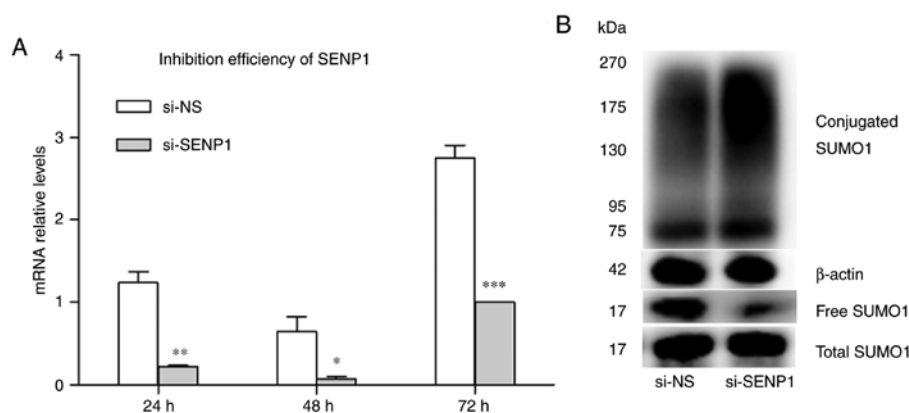 A
Inhibition efficiency of SENP1
si-NS
si-SENP1
mRNA relative levels
4
3
2
1
0
**
*
***
24 h
48 h
72 h
B
kDa
270
175
130
95
75
42
17
17
Conjugated
SUMO1
β-actin
Free SUMO1
Total SUMO1
si-NS
si-SENP1